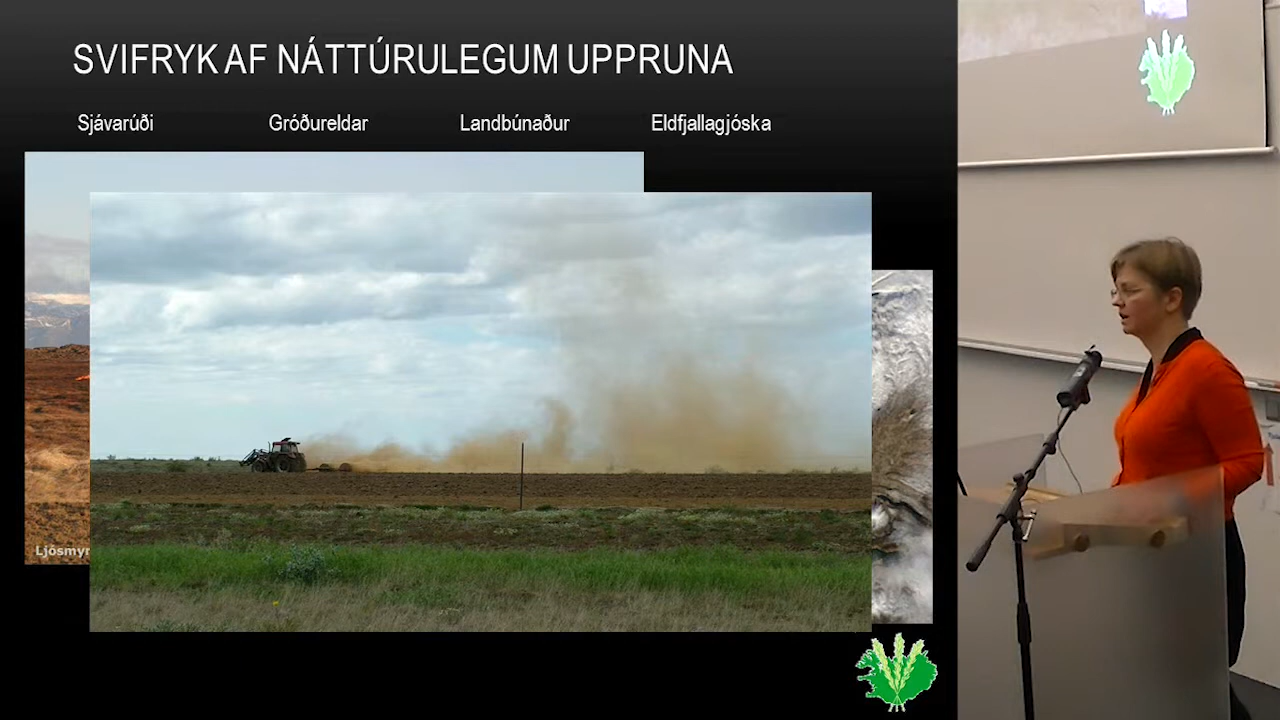 SVIFRYK AF NÁTTÚRULEGUM UPPRUNA
Sjávarúði Gróðureldar Landbúnaður Eldfjallagjóska